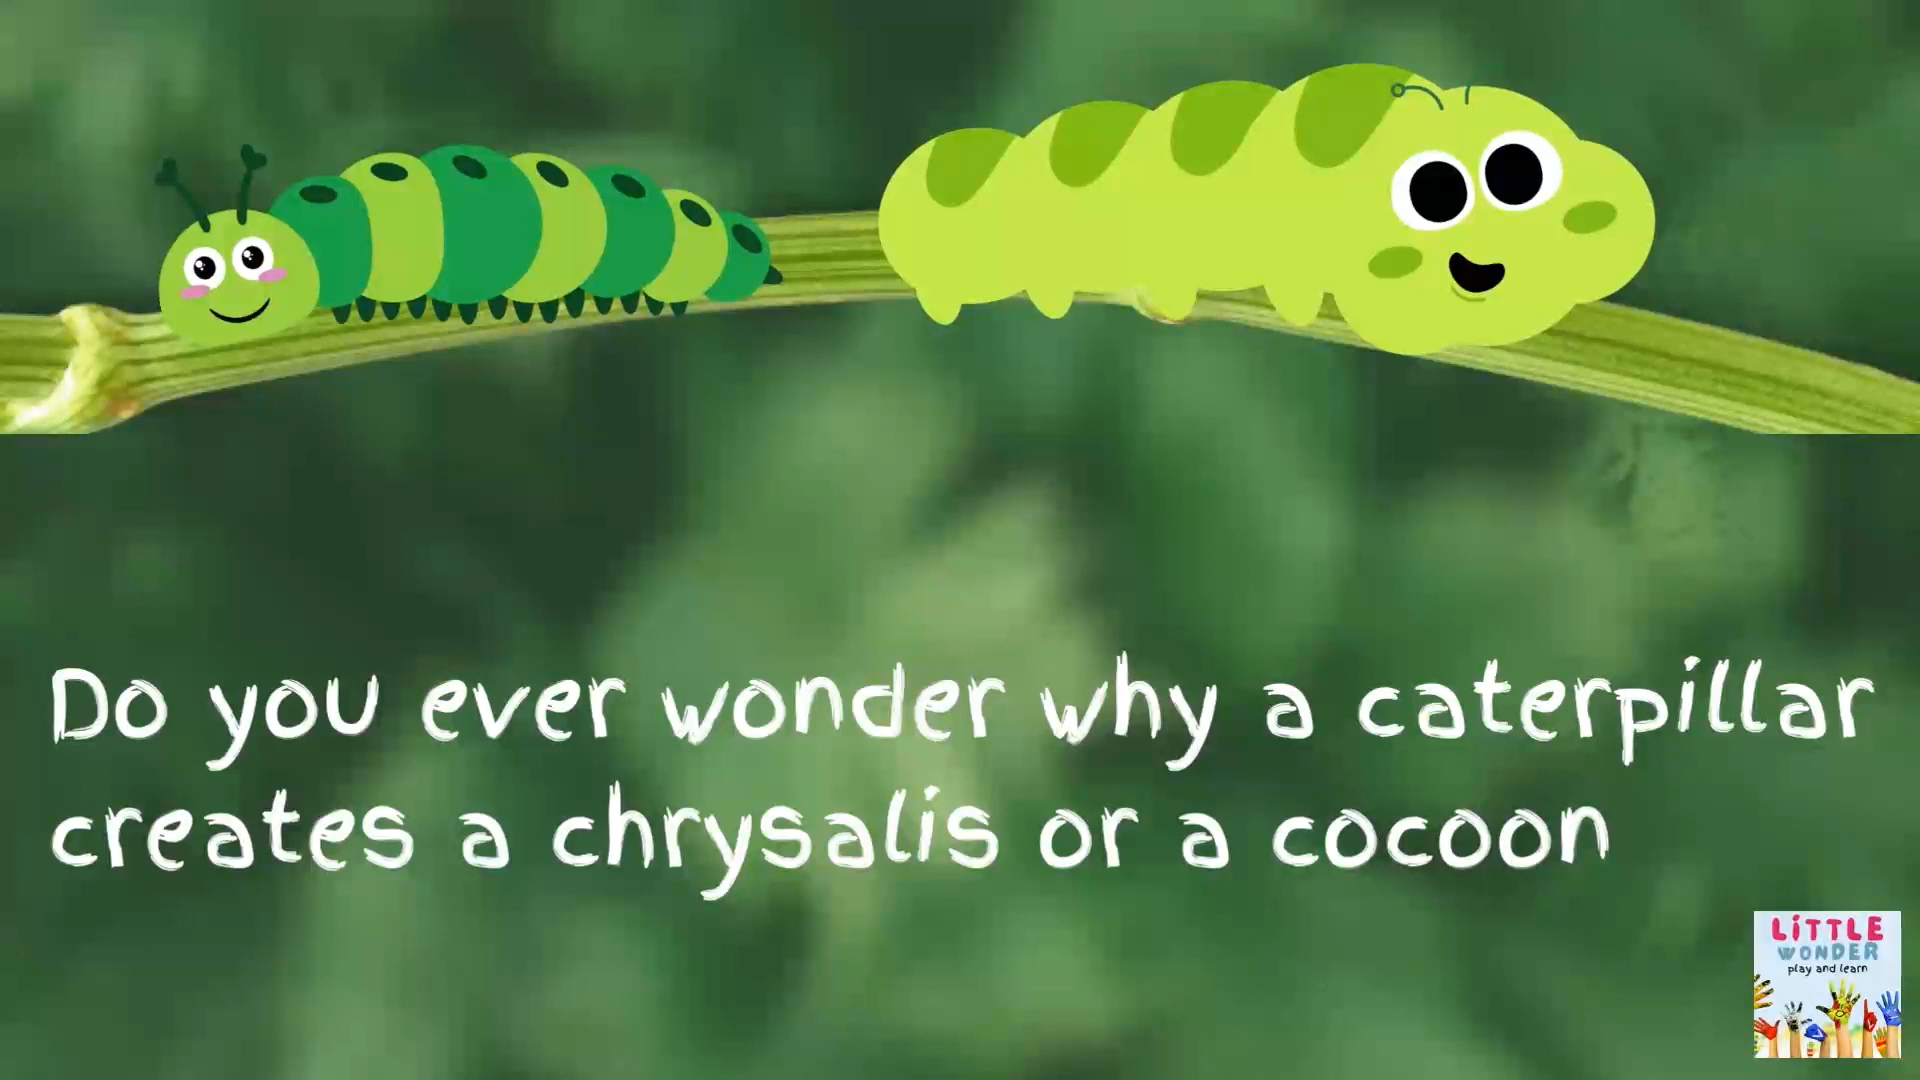 Do you ever wonder why a caterpillar
creates a chrysalis or a cocoon
LiTTLE
WONDER
play and learn